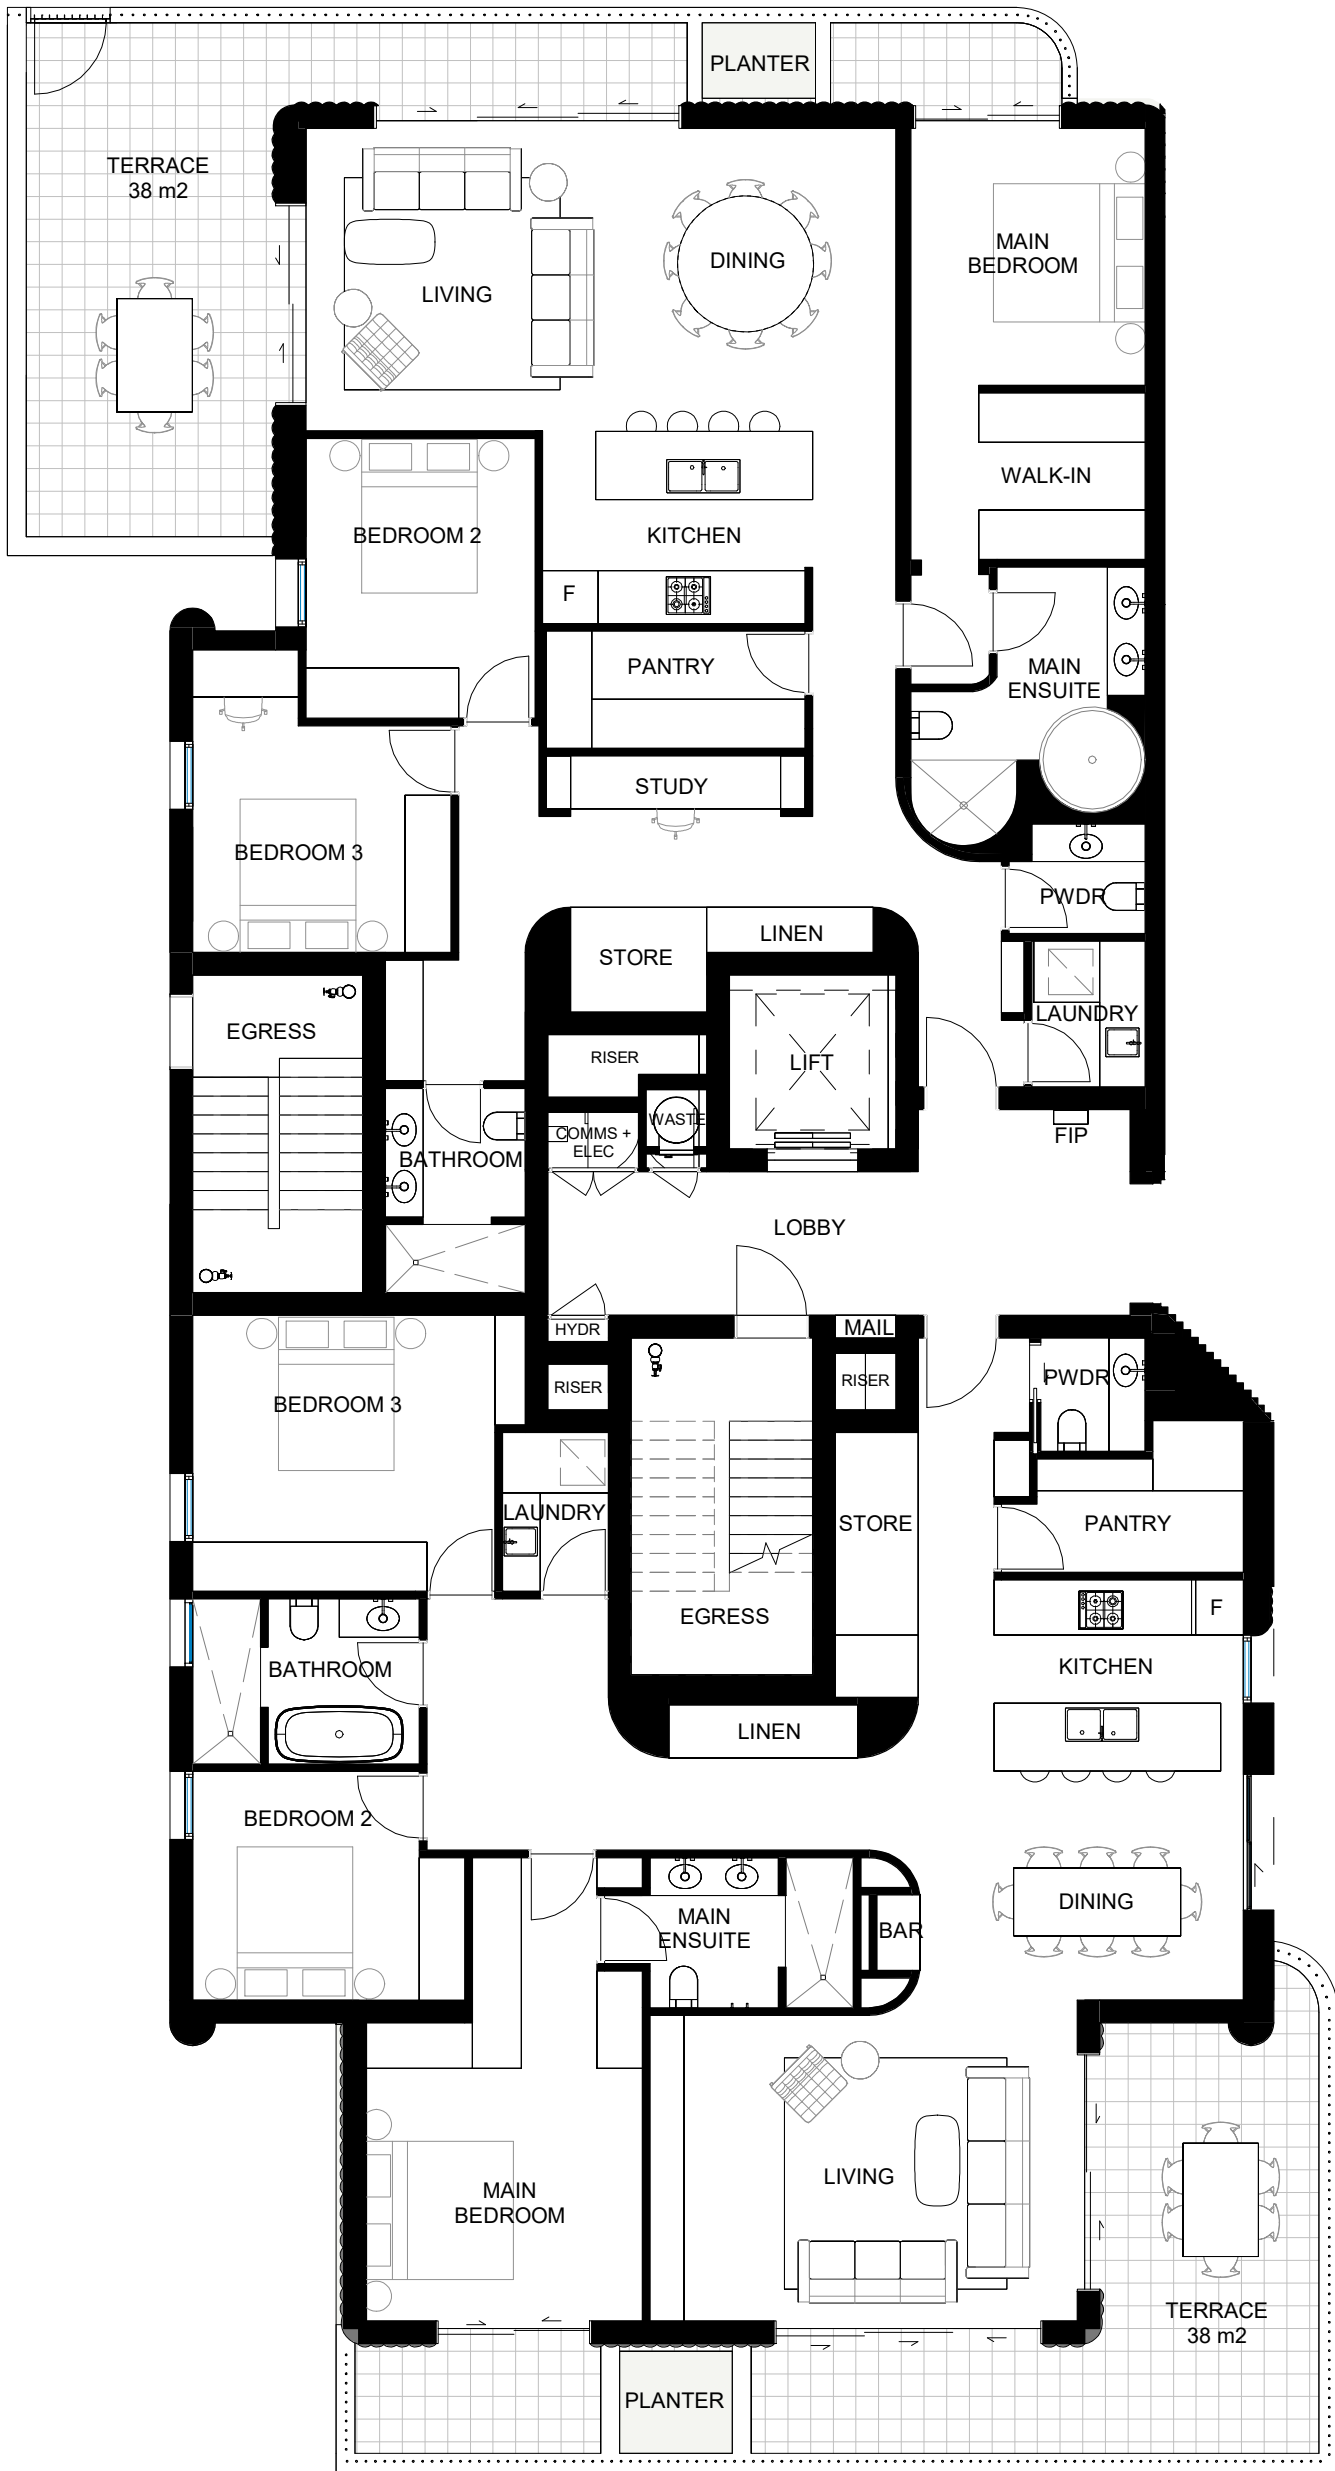 PLANTER
TERRACE
38 m2
MAIN
BEDROOM
DINING
LIVING
WALK-IN
BEDROOM 2
KITCHEN
F
PANTRY
MAIN
ENSUITE
STUDY
BEDROOM 3
PWDR
LINEN
STORE
LAUNDRY
EGRESS
RISER
LIFT
WASTE
COMMS +
ELEC
FIP
BATHROOM
LOBBY
HYDR
MAIL
RISER
RISER
PWDR
BEDROOM 3
LAUNDRY
STORE
PANTRY
EGRESS
F
BATHROOM
KITCHEN
LINEN
BEDROOM 2
DINING
MAIN
ENSUITE
BAR
LIVING
MAIN
BEDROOM
TERRACE
38 m2
PLANTER